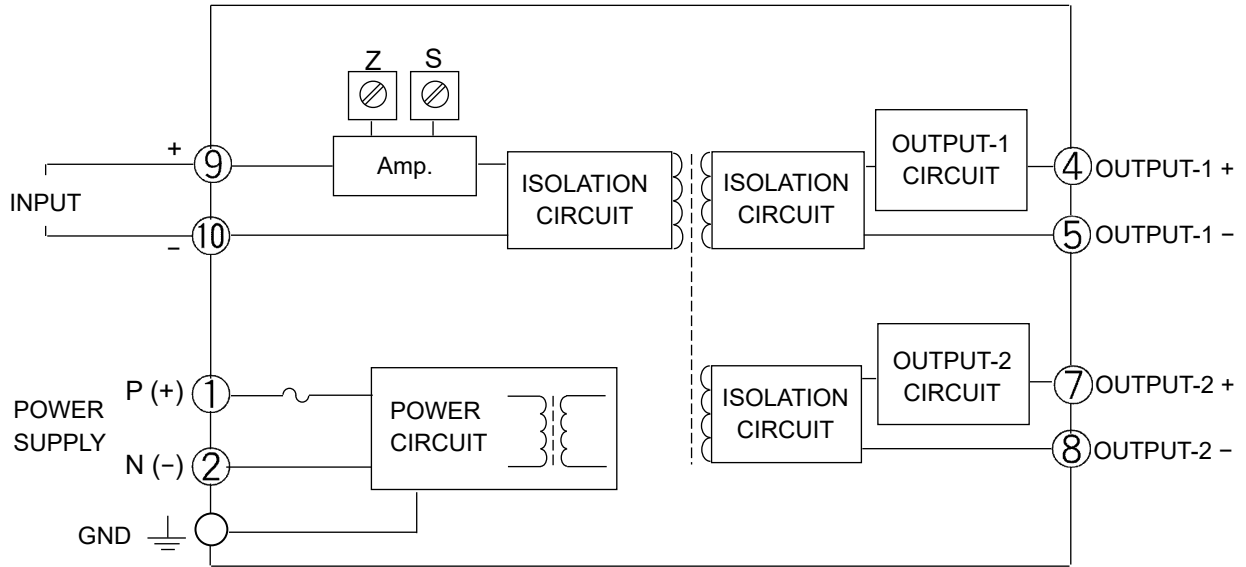 Z S
+ 9
Amp.
INPUT
ISOLATION
CIRCUIT
ISOLATION
CIRCUIT
OUTPUT-1
CIRCUIT
4 OUTPUT-1 +
− 10
5 OUTPUT-1 −
POWER
SUPPLY
P (+) 1
N (−) 2
POWER
CIRCUIT
GND
ISOLATION
CIRCUIT
OUTPUT-2
CIRCUIT
7 OUTPUT-2 +
8 OUTPUT-2 −